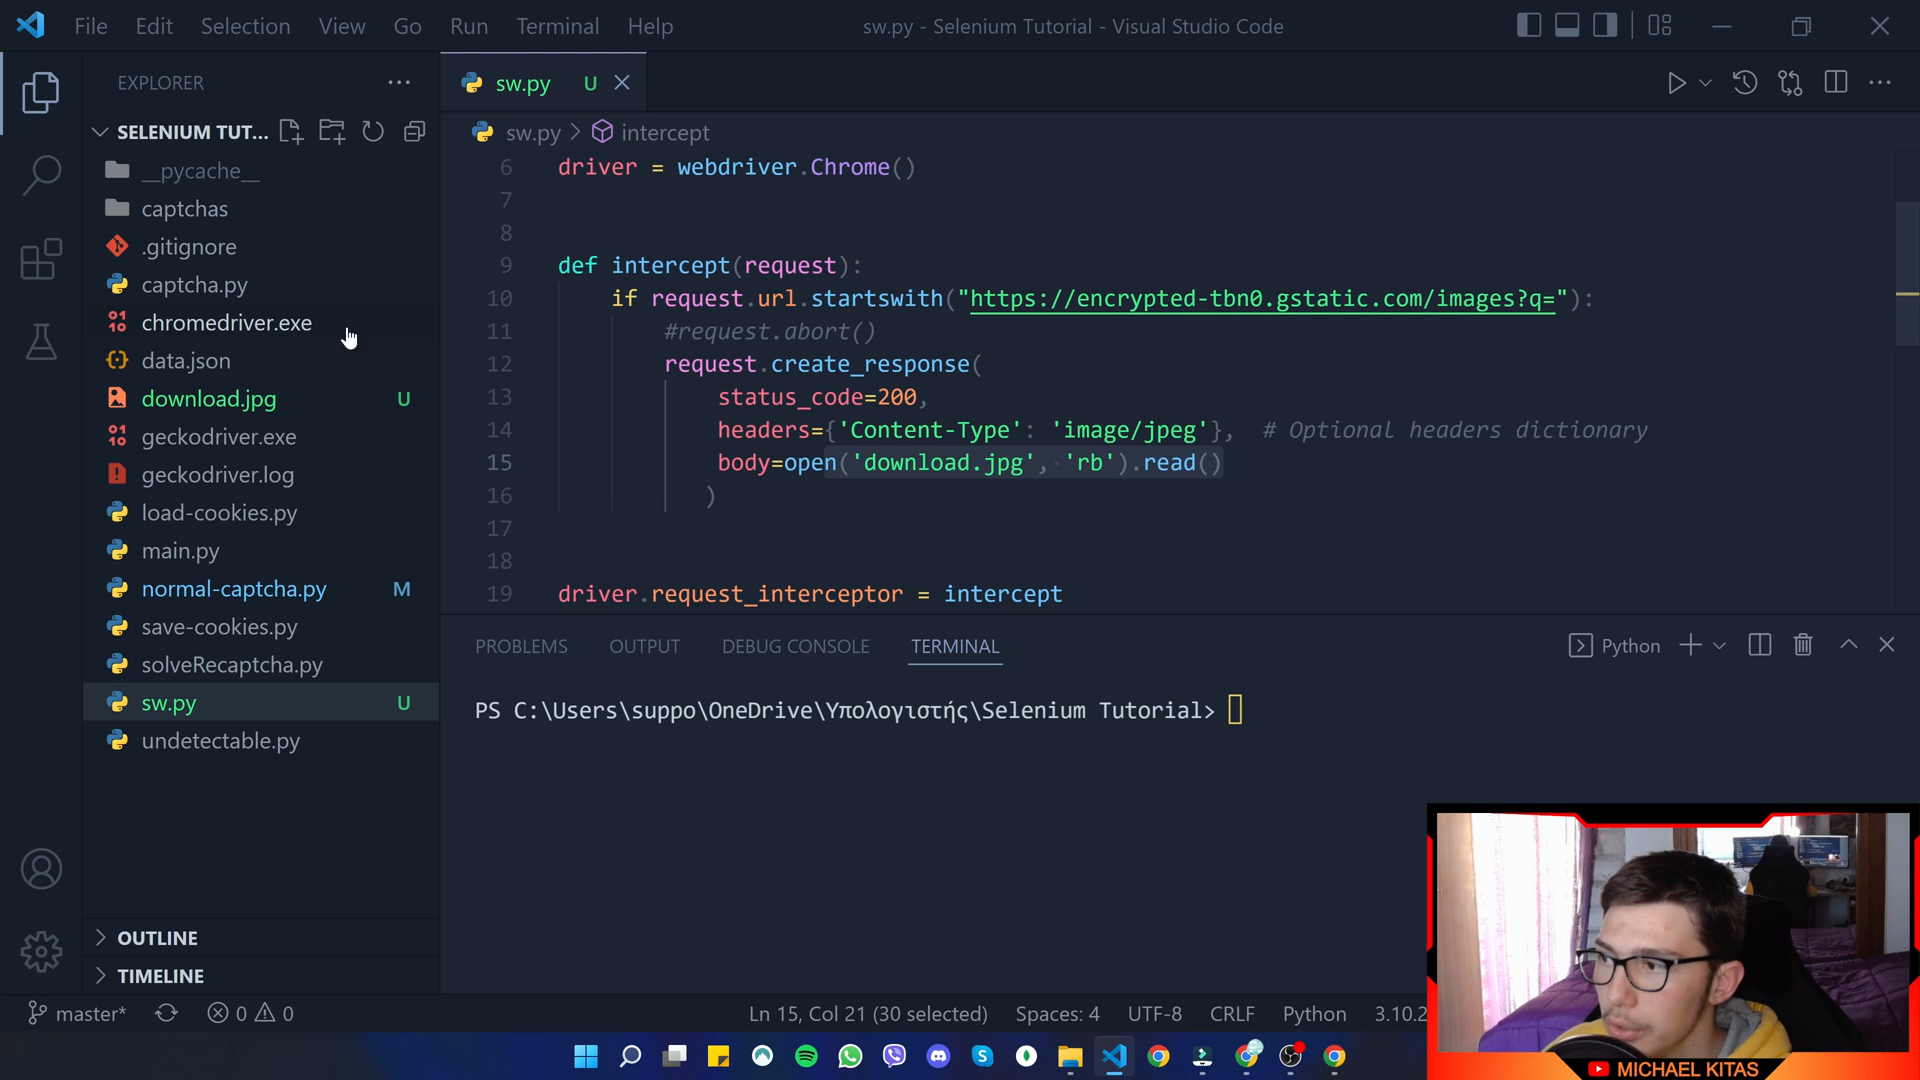 File Edit Selection View Go Run Terminal Help
sw.py - Selenium Tutorial - Visual Studio Code
EXPLORER
SELENIUM TUT...
__pycache__
captchas
.gitignore
captcha.py
chromedriver.exe
data.json
download.jpg U
geckodriver.exe
geckodriver.log
load-cookies.py
main.py
normal-captcha.py M
save-cookies.py
solveRecaptcha.py
sw.py U
undetectable.py
OUTLINE
TIMELINE
sw.py U
sw.py > intercept
6 driver = webdriver.Chrome()
7
8
9 def intercept(request):
10 if request.url.startswith("https://encrypted-tbn0.gstatic.com/images?q="):
11 #request.abort()
12 request.create_response(
13 status_code=200,
14 headers={'Content-Type': 'image/jpeg'}, # Optional headers dictionary
15 body=open('download.jpg', 'rb').read()
16 )
17
18
19 driver.request_interceptor = intercept
PROBLEMS OUTPUT DEBUG CONSOLE TERMINAL
Python
PS C:\Users\suppo\OneDrive\Υπολογιστής\Selenium Tutorial>
master* 0 0
Ln 15, Col 21 (30 selected) Spaces: 4 UTF-8 CRLF Python 3.10.2
MICHAEL KITAS